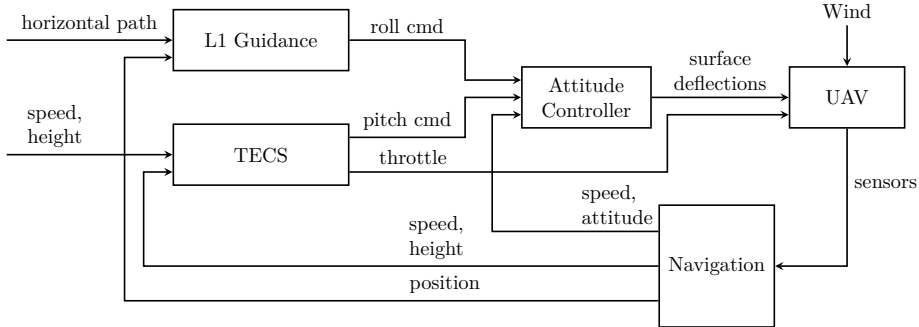 Wind
horizontal path
L1 Guidance
roll cmd
surface
deflections
Attitude
Controller
UAV
speed,
height
pitch cmd
TECS
throttle
sensors
speed,
attitude
speed,
height
Navigation
position